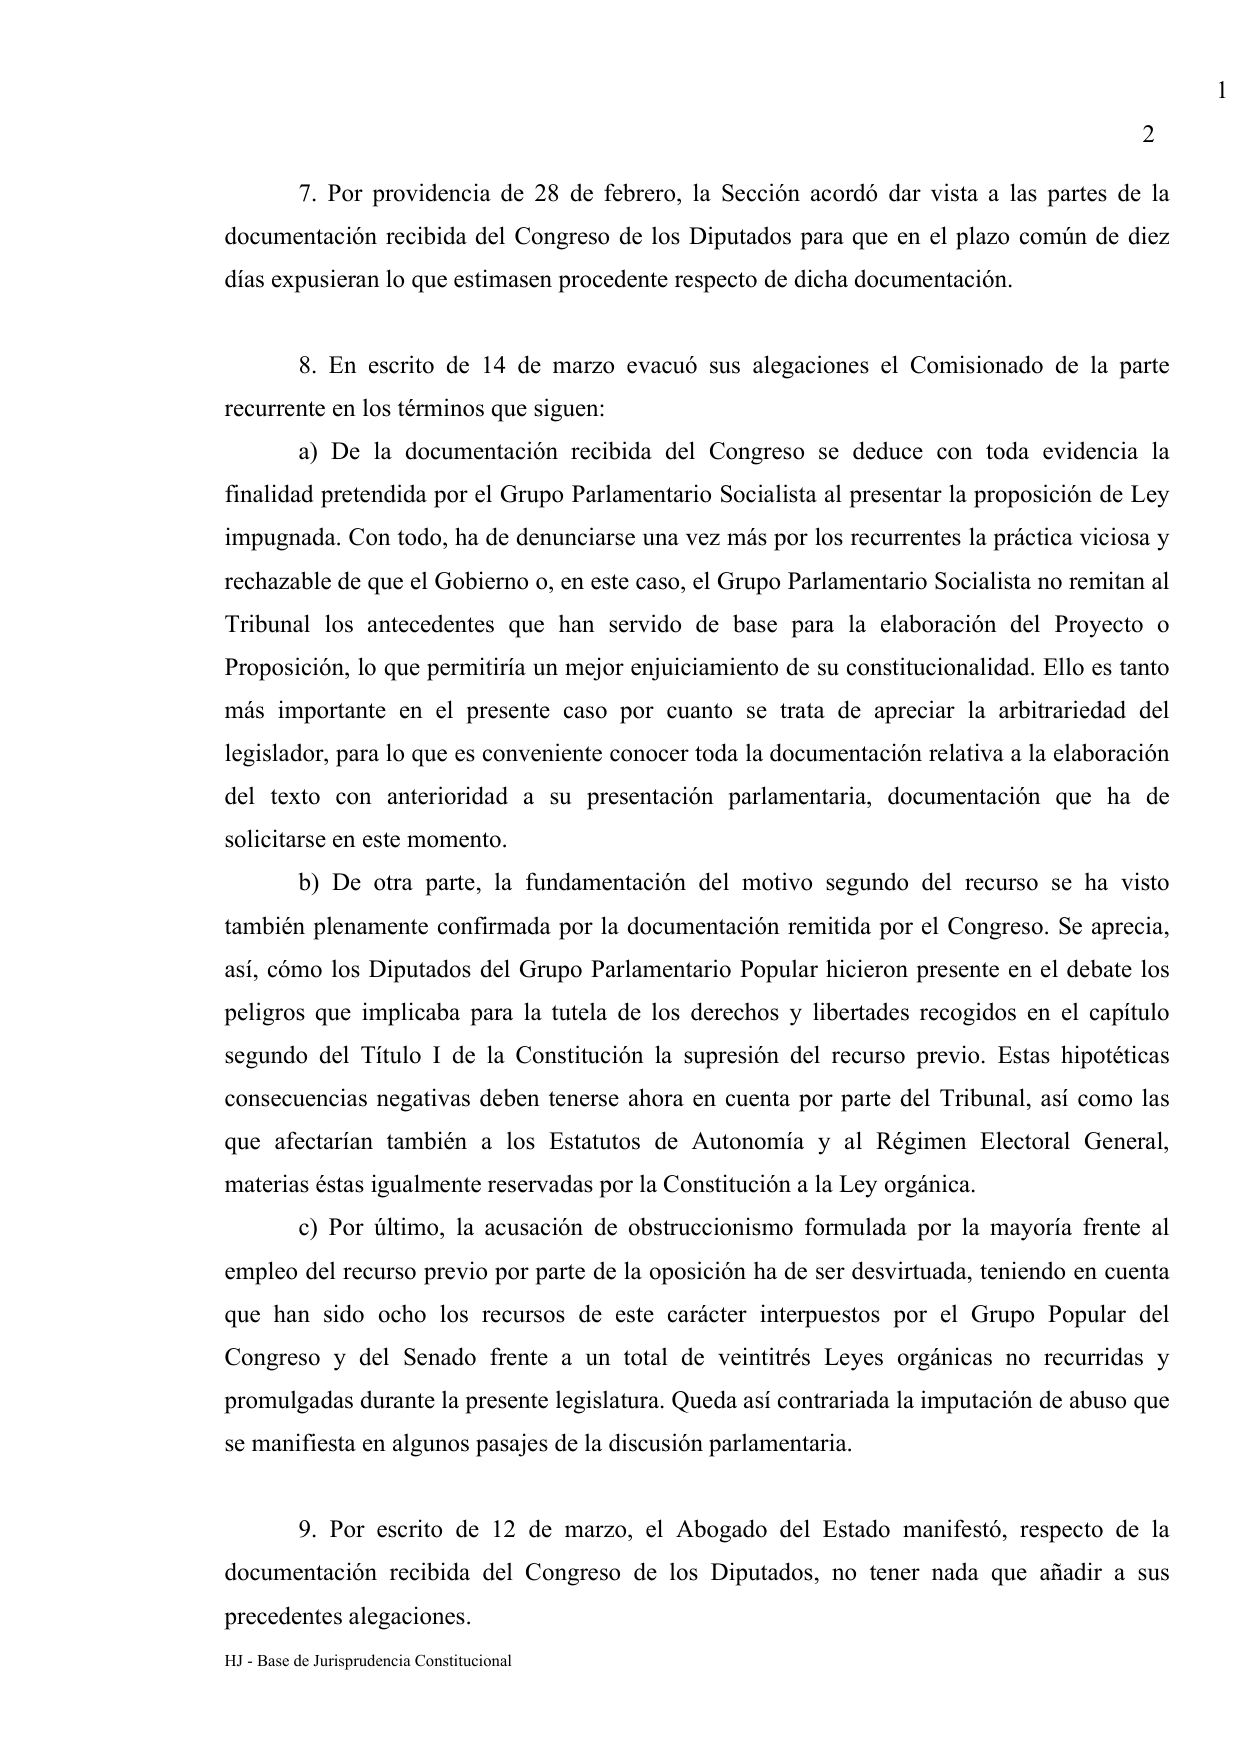 1
2
7. Por providencia de 28 de febrero, la Sección acordó dar vista a las partes de la
documentación recibida del Congreso de los Diputados para que en el plazo común de diez
días expusieran lo que estimasen procedente respecto de dicha documentación.
8. En escrito de 14 de marzo evacuó sus alegaciones el Comisionado de la parte
recurrente en los términos que siguen:
a) De la documentación recibida del Congreso se deduce con toda evidencia la
finalidad pretendida por el Grupo Parlamentario Socialista al presentar la proposición de Ley
impugnada. Con todo, ha de denunciarse una vez más por los recurrentes la práctica viciosa y
rechazable de que el Gobierno o, en este caso, el Grupo Parlamentario Socialista no remitan al
Tribunal los antecedentes que han servido de base para la elaboración del Proyecto o
Proposición, lo que permitiría un mejor enjuiciamiento de su constitucionalidad. Ello es tanto
más importante en el presente caso por cuanto se trata de apreciar la arbitrariedad del
legislador, para lo que es conveniente conocer toda la documentación relativa a la elaboración
del texto con anterioridad a su presentación parlamentaria, documentación que ha de
solicitarse en este momento.
b) De otra parte, la fundamentación del motivo segundo del recurso se ha visto
también plenamente confirmada por la documentación remitida por el Congreso. Se aprecia,
así, cómo los Diputados del Grupo Parlamentario Popular hicieron presente en el debate los
peligros que implicaba para la tutela de los derechos y libertades recogidos en el capítulo
segundo del Título I de la Constitución la supresión del recurso previo. Estas hipotéticas
consecuencias negativas deben tenerse ahora en cuenta por parte del Tribunal, así como las
que afectarían también a los Estatutos de Autonomía y al Régimen Electoral General,
materias éstas igualmente reservadas por la Constitución a la Ley orgánica.
c) Por último, la acusación de obstruccionismo formulada por la mayoría frente al
empleo del recurso previo por parte de la oposición ha de ser desvirtuada, teniendo en cuenta
que han sido ocho los recursos de este carácter interpuestos por el Grupo Popular del
Congreso y del Senado frente a un total de veintitrés Leyes orgánicas no recurridas y
promulgadas durante la presente legislatura. Queda así contrariada la imputación de abuso que
se manifiesta en algunos pasajes de la discusión parlamentaria.
9. Por escrito de 12 de marzo, el Abogado del Estado manifestó, respecto de la
documentación recibida del Congreso de los Diputados, no tener nada que añadir a sus
precedentes alegaciones.
HJ - Base de Jurisprudencia Constitucional